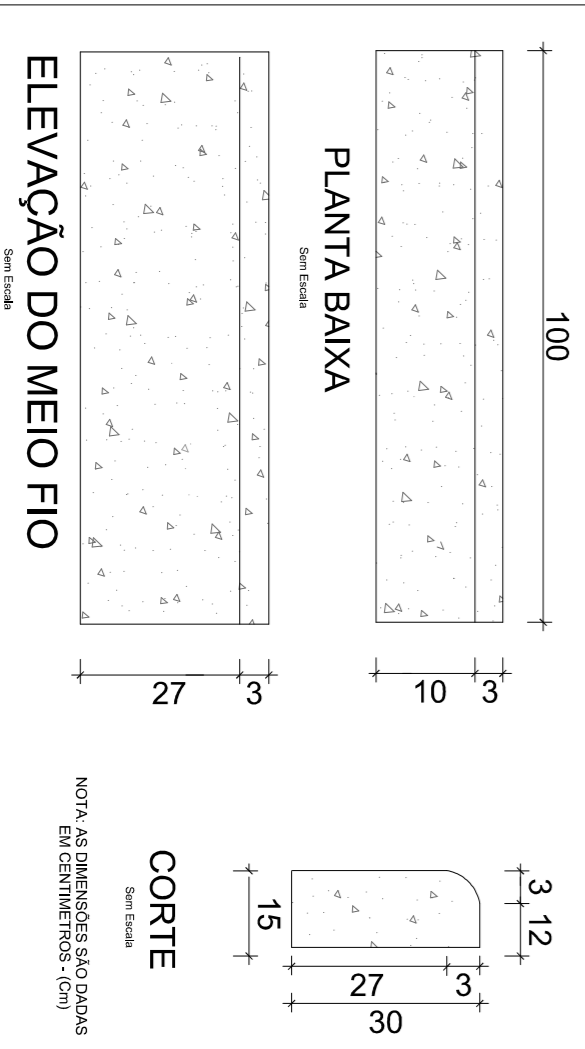 100
10
3
PLANTA BAIXA
Sem Escala
27
3
ELEVAÇÃO DO MEIO FIO
Sem Escala
3
12
27
3
30
15
CORTE
Sem Escala
NOTA: AS DIMENSÕES SÃO DADAS
EM CENTIMETROS - (Cm)